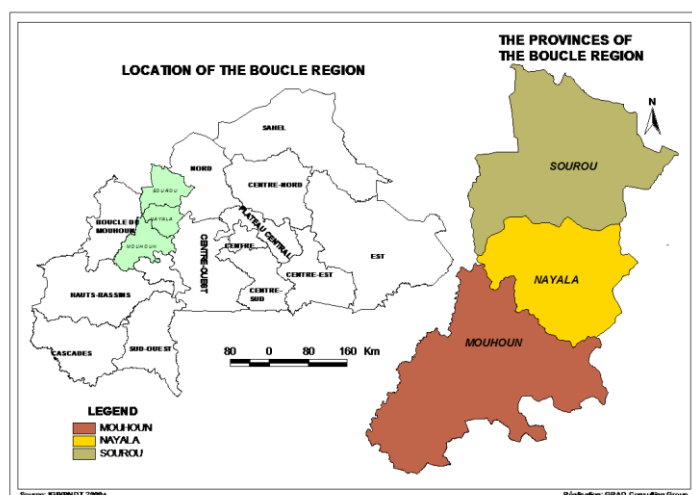 LOCATION OF THE BOUCLE REGION
THE PROVINCES OF
THE BOUCLE REGION
N
SAHEL
NORD
CENTRE-NORD
SOUROU
NAYALA
MOUHOUN
BOUCLE DU
MOUHOUN
PLATEAU CENTRAL
CENTRE
CENTRE-OUEST
CENTRE-EST
EST
CENTRE-
SUD
HAUTS-BASSINS
CASCADES
SUD-OUEST
80 0 80 160 Km
SOUROU
NAYALA
MOUHOUN
LEGEND
MOUHOUN
NAYALA
SOUROU